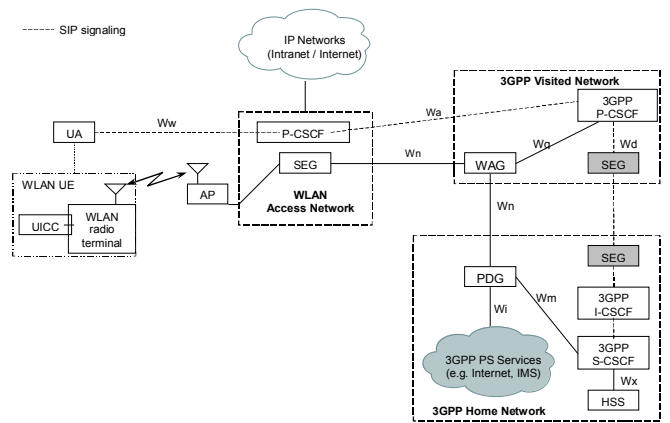 SIP signaling
IP Networks
(Intranet / Internet)
3GPP Visited Network
3GPP
P-CSCF
Wa
Ww
UA
P-CSCF
Wg
Wd
SEG
Wn
WAG
SEG
WLAN UE
AP
WLAN
Access Network
UICC
WLAN
radio
terminal
Wn
SEG
PDG
Wm
3GPP
I-CSCF
Wi
3GPP PS Services
(e.g. Internet, IMS)
3GPP
S-CSCF
Wx
HSS
3GPP Home Network